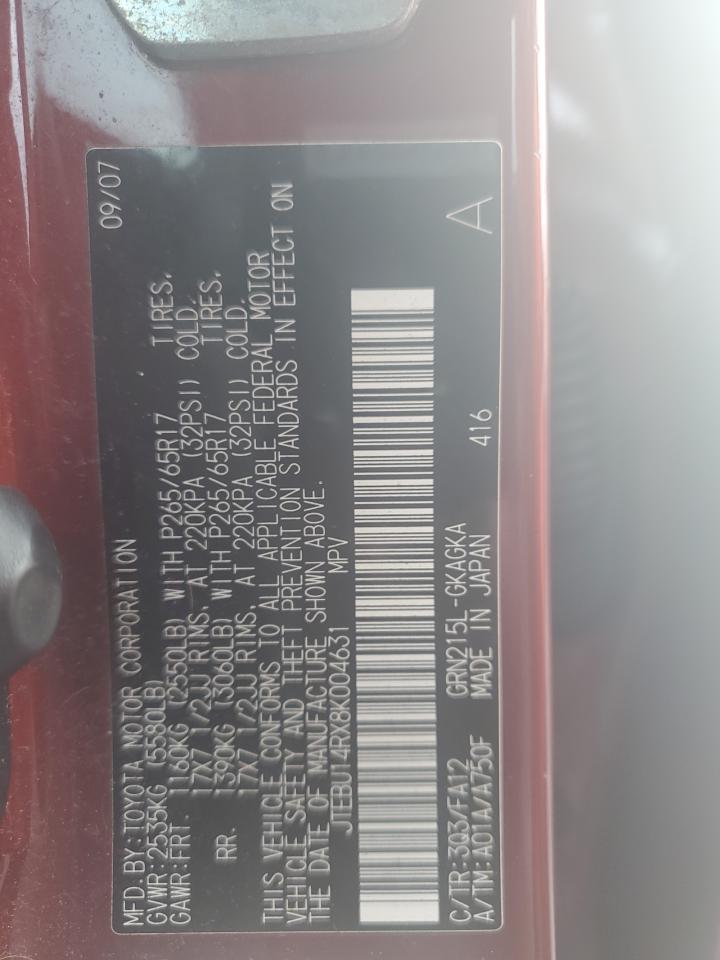 MFD. BY: TOYOTA MOTOR CORPORATION 09/07
GVWR: 2535KG (5580LB)
GAWR: FRT. 1160KG (2550LB) WITH P265/65R17 TIRES,
17X7 1/2JJ RIMS, AT 220KPA (32PSI) COLD.
RR. 1390KG (3060LB) WITH P265/65R17 TIRES,
17X7 1/2JJ RIMS, AT 220KPA (32PSI) COLD.
THIS VEHICLE CONFORMS TO ALL APPLICABLE FEDERAL MOTOR
VEHICLE SAFETY AND THEFT PREVENTION STANDARDS IN EFFECT ON
THE DATE OF MANUFACTURE SHOWN ABOVE.
JTEBU14RX8K004631 MPV
C/TR: 3Q3/FA12 GRN215L-GKAGKA
A/TM: A01A/A750F MADE IN JAPAN 416
A